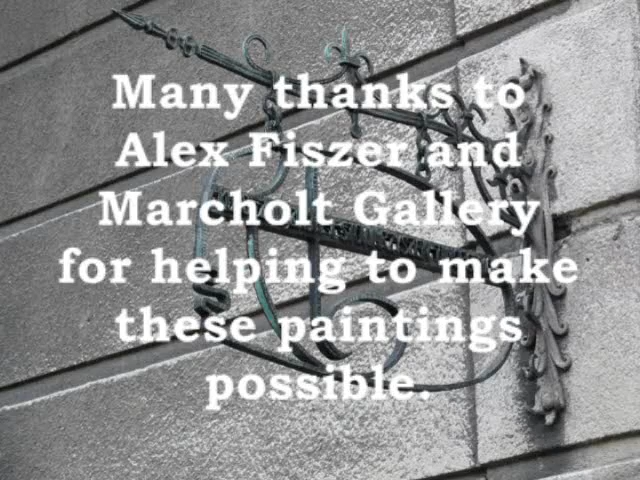 Many thanks to
Alex Fiszer and
Marcholt Gallery
for helping to make
these paintings
possible.